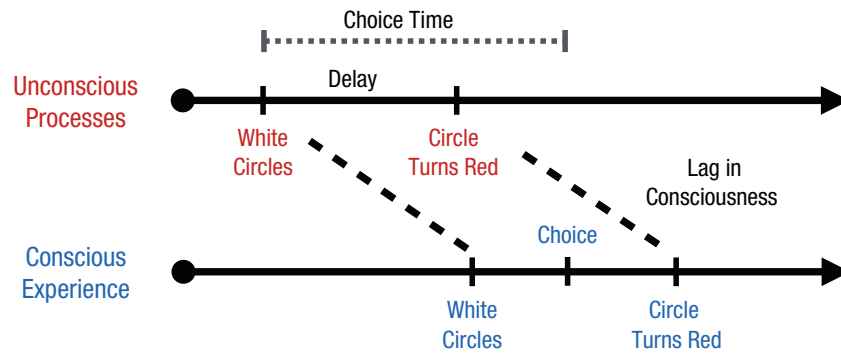 Choice Time
Unconscious
Processes
Delay
White
Circles
Circle
Turns Red
Lag in
Consciousness
Choice
Conscious
Experience
White
Circles
Circle
Turns Red